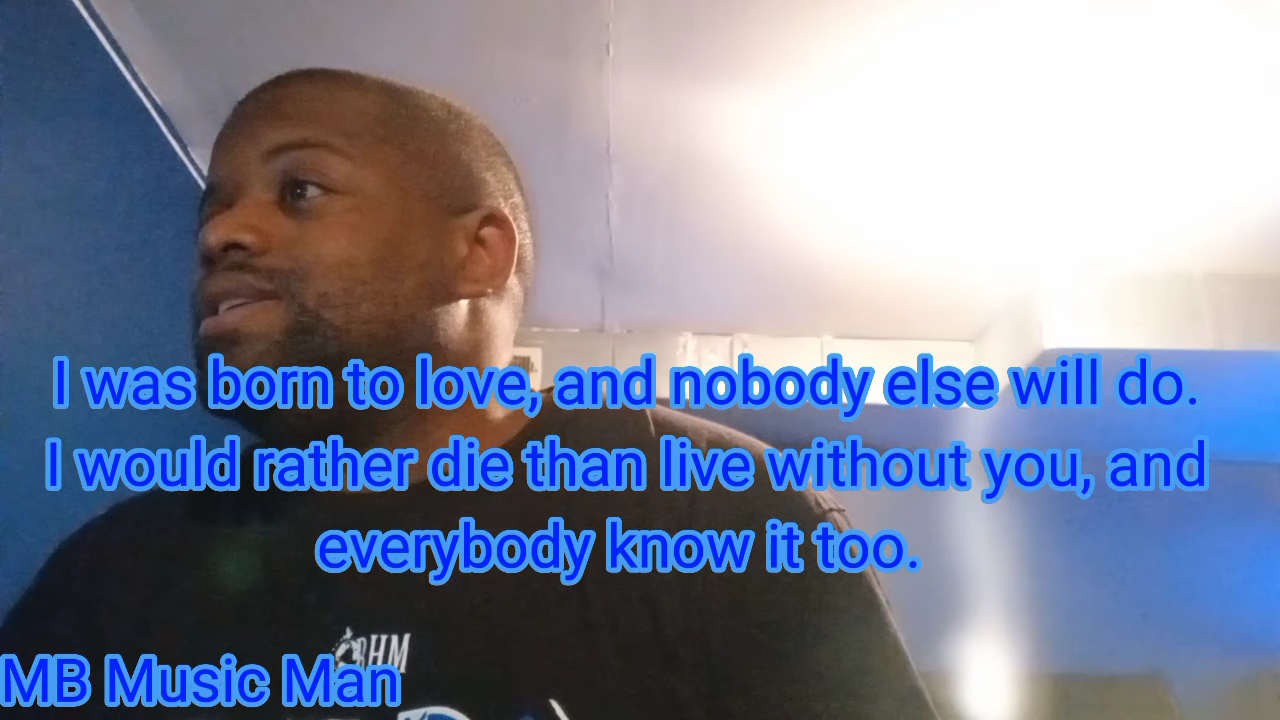 I was born to love, and nobody else will do.
I would rather die than live without you, and
everybody know it too.
BHM
MB Music Man